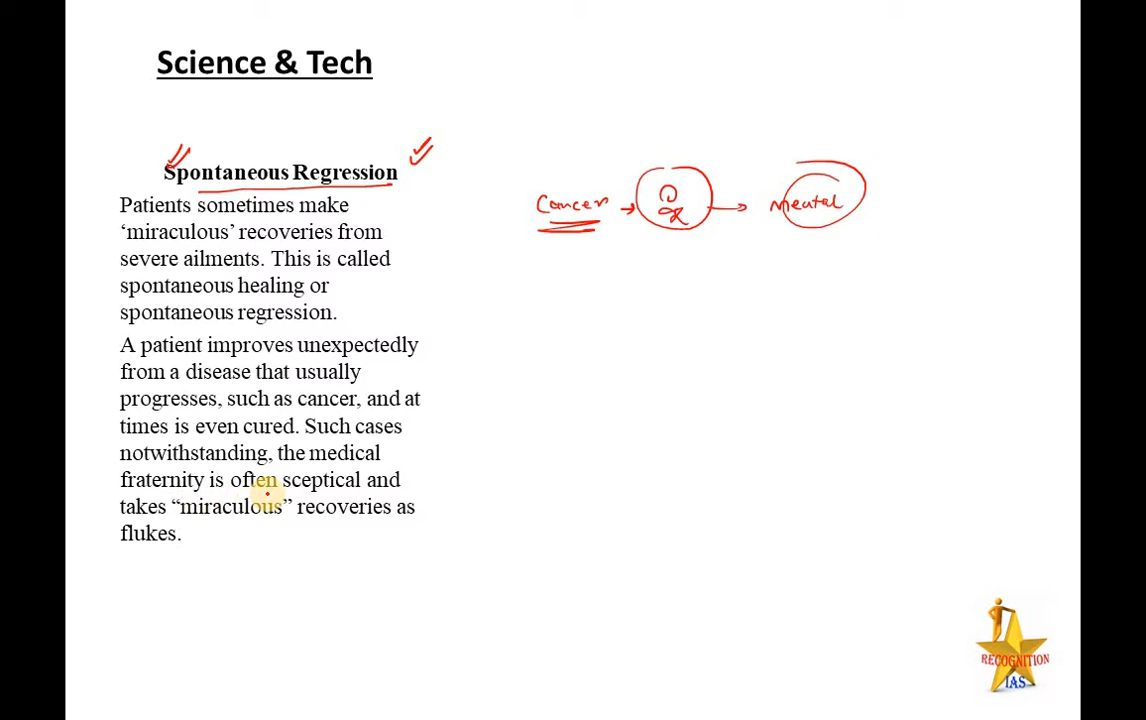 Science & Tech
Spontaneous Regression
Patients sometimes make
‘miraculous’ recoveries from
severe ailments. This is called
spontaneous healing or
spontaneous regression.
A patient improves unexpectedly
from a disease that usually
progresses, such as cancer, and at
times is even cured. Such cases
notwithstanding, the medical
fraternity is often sceptical and
takes “miraculous” recoveries as
flukes.
Cancer
mental
RECOGNITION
IAS